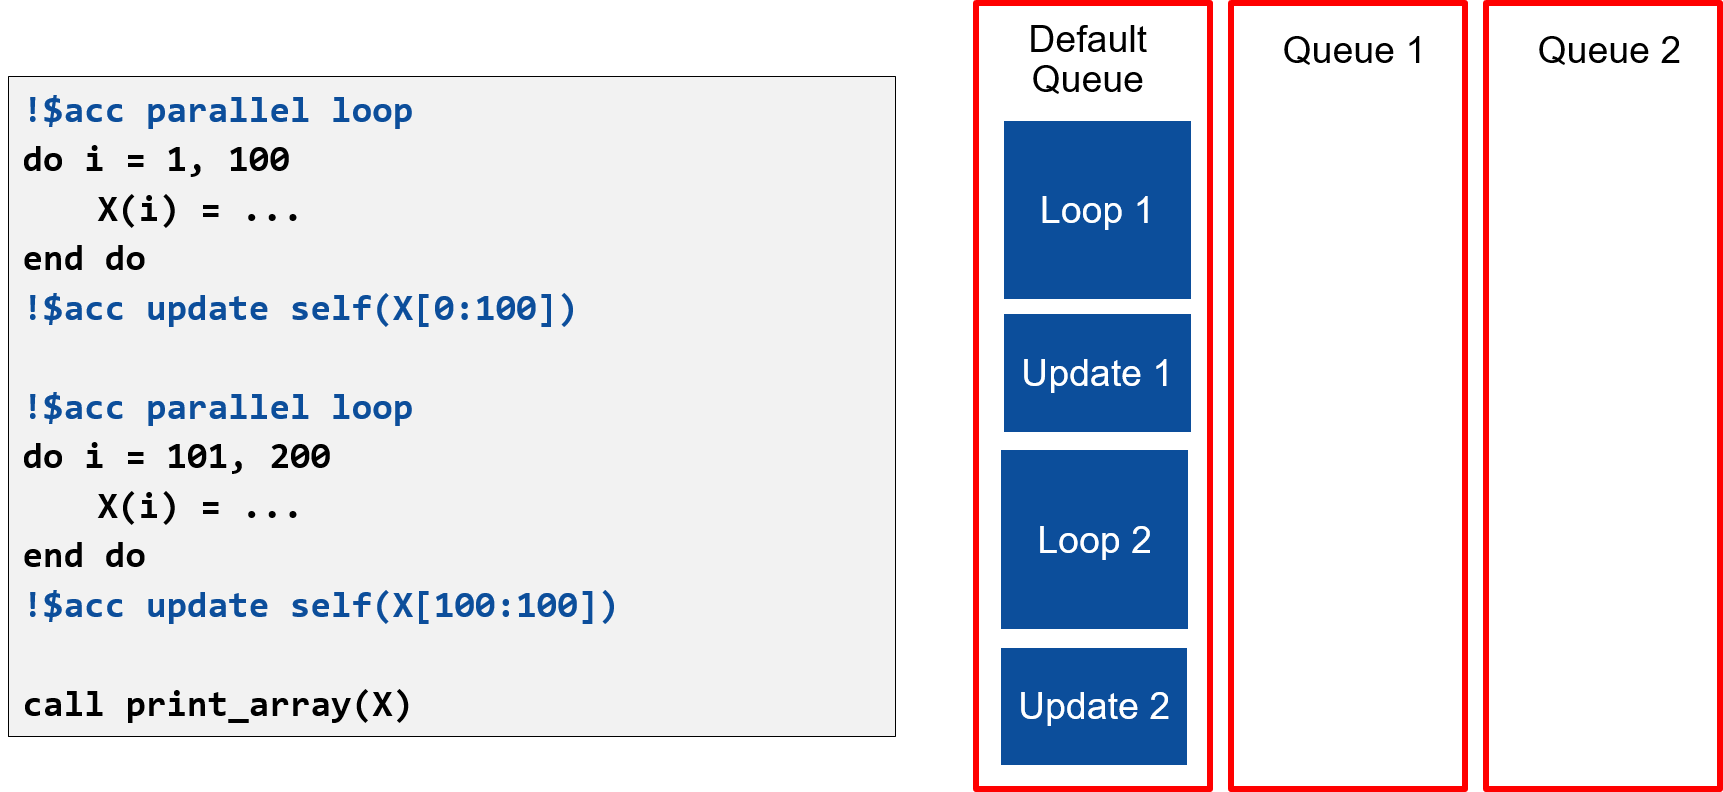 !$acc parallel loop
do i = 1, 100
X(i) = ...
end do
!$acc update self(X[0:100])
!$acc parallel loop
do i = 101, 200
X(i) = ...
end do
!$acc update self(X[100:100])
call print_array(X)
Default
Queue
Loop 1
Update 1
Loop 2
Update 2
Queue 1
Queue 2